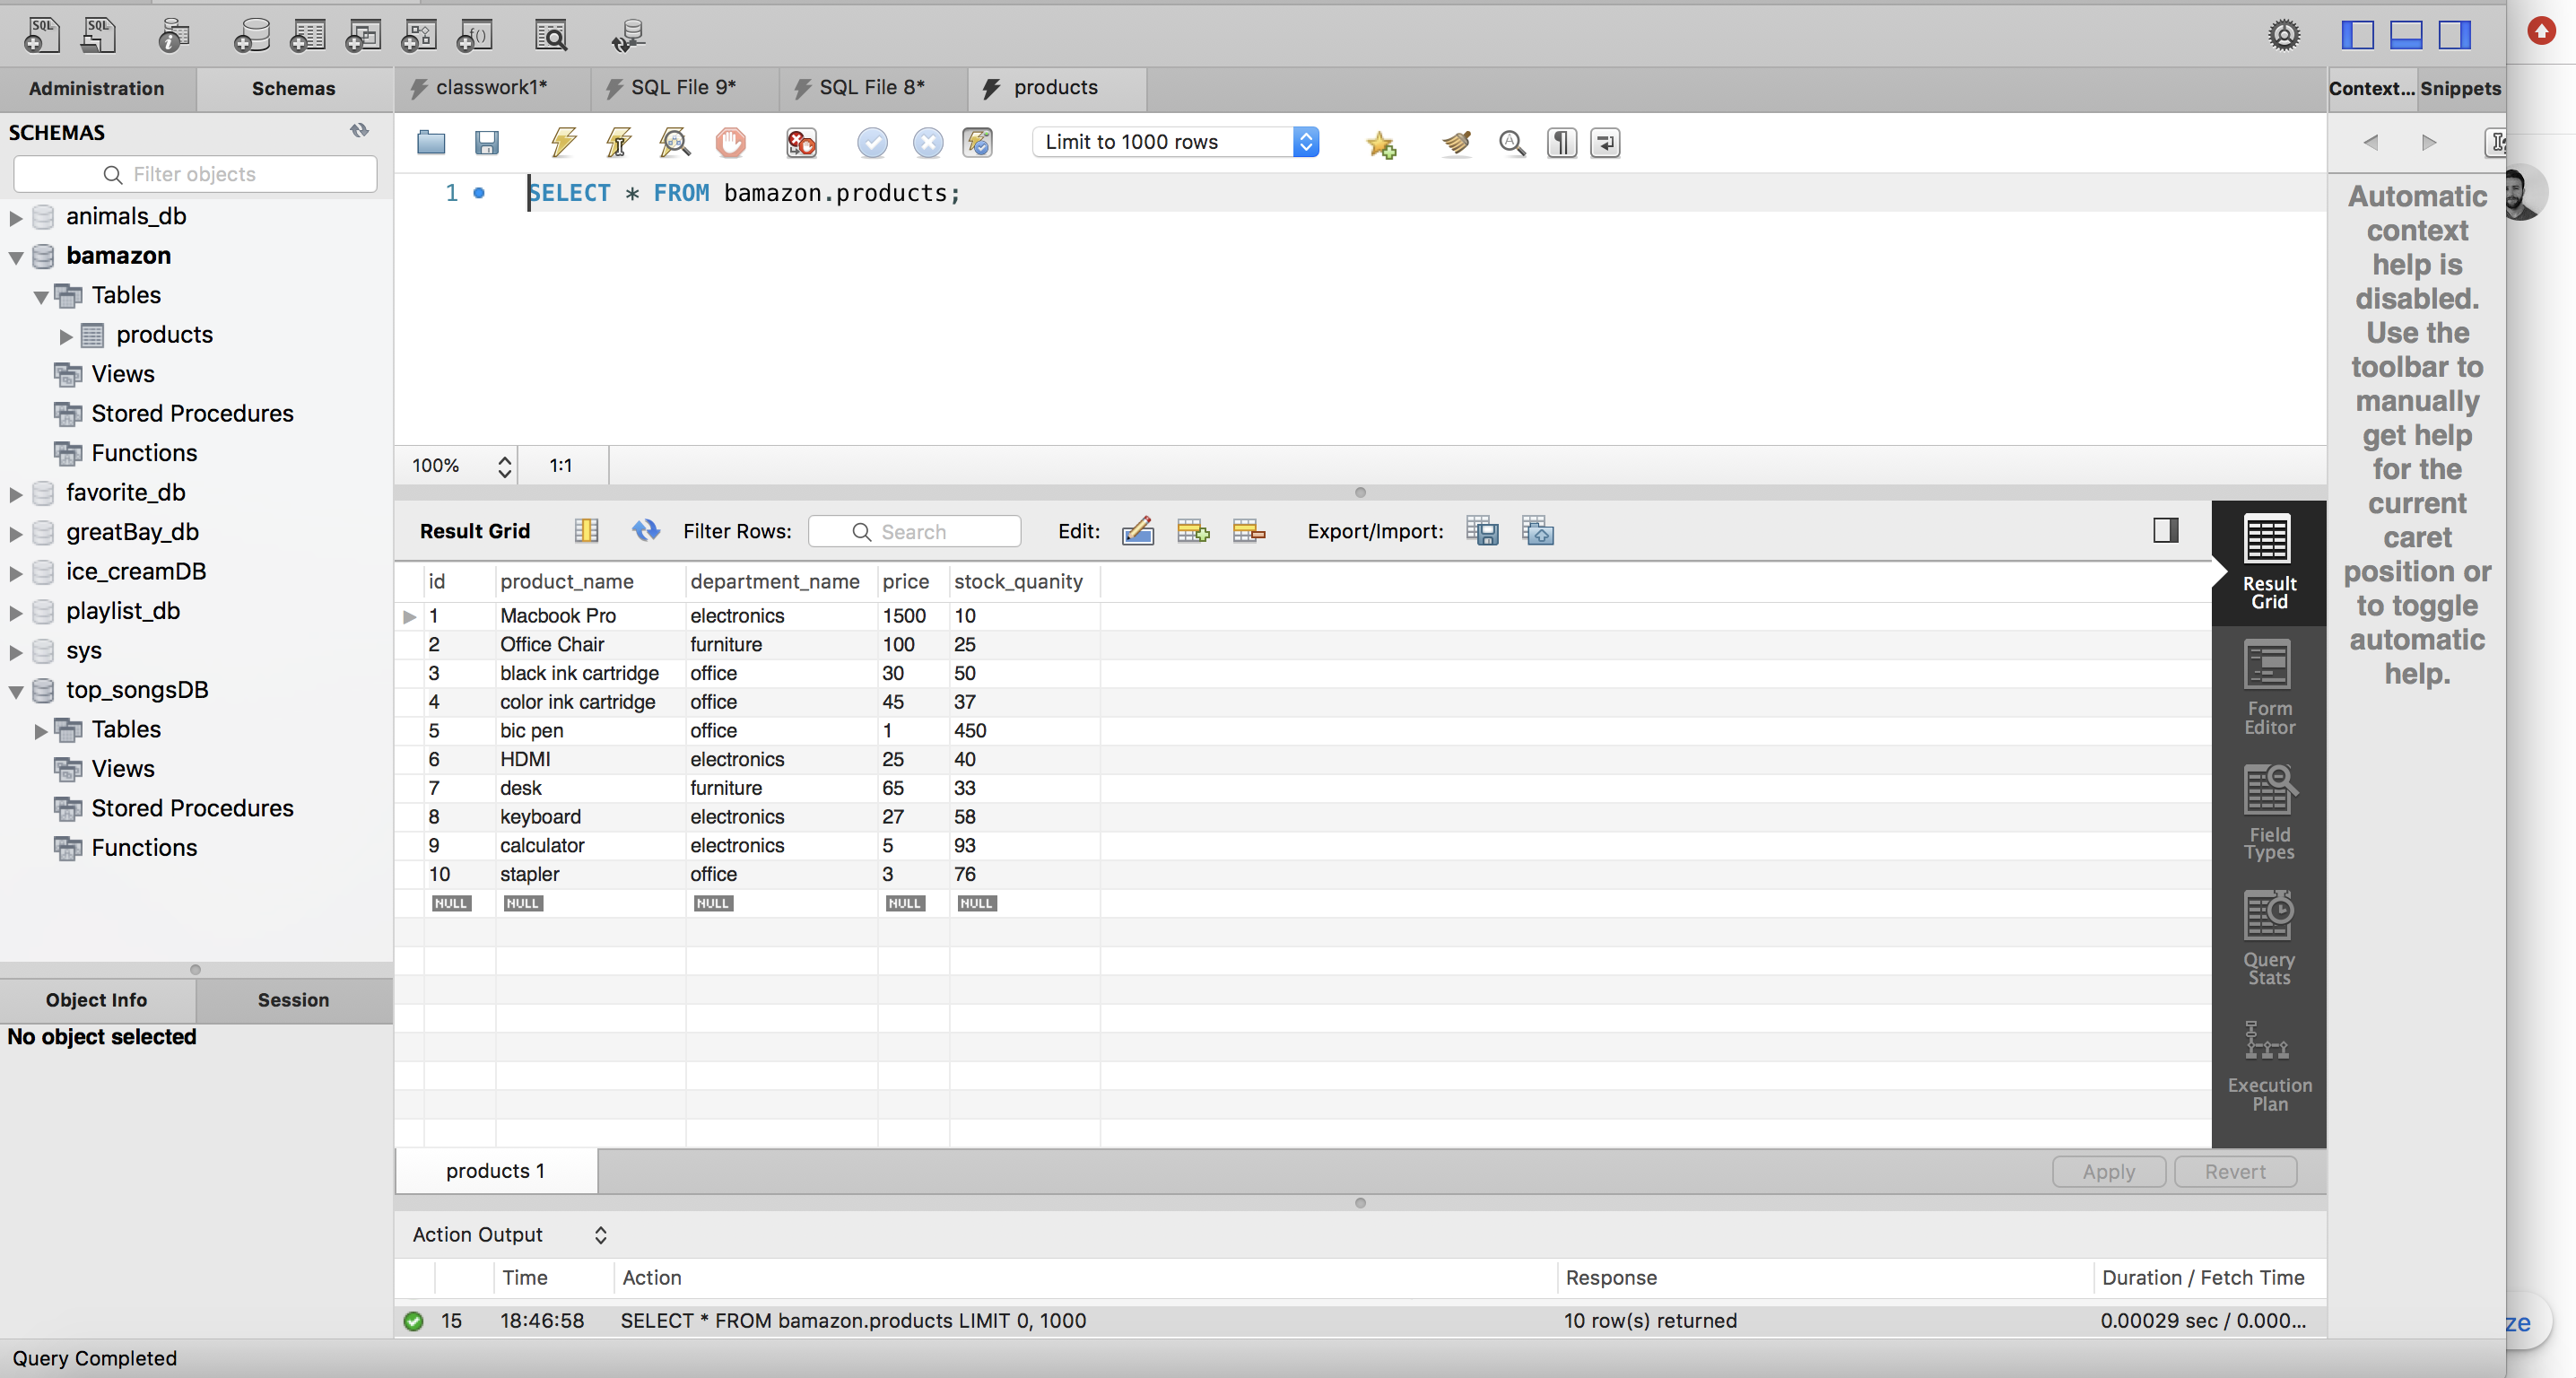 Administration Schemas classwork1* SQL File 9* SQL File 8* products Context... Snippets
SCHEMAS
Filter objects
Limit to 1000 rows
1 SELECT * FROM bamazon.products;
animals_db
bamazon
Tables
products
Views
Stored Procedures
Functions
favorite_db
greatBay_db
ice_creamDB
playlist_db
sys
top_songsDB
Tables
Views
Stored Procedures
Functions
Object Info Session
No object selected
100% 1:1
Result Grid Filter Rows: Search Edit: Export/Import:
id product_name department_name price stock_quanity
1 Macbook Pro electronics 1500 10
2 Office Chair furniture 100 25
3 black ink cartridge office 30 50
4 color ink cartridge office 45 37
5 bic pen office 1 450
6 HDMI electronics 25 40
7 desk furniture 65 33
8 keyboard electronics 27 58
9 calculator electronics 5 93
10 stapler office 3 76
NULL NULL NULL NULL NULL
Result
Grid
Form
Editor
Field
Types
Query
Stats
Execution
Plan
products 1 Apply Revert
Action Output
Time Action Response Duration / Fetch Time
15 18:46:58 SELECT * FROM bamazon.products LIMIT 0, 1000 10 row(s) returned 0.00029 sec / 0.000...
Query Completed
Automatic
context
help is
disabled.
Use the
toolbar to
manually
get help
for the
current
caret
position or
to toggle
automatic
help.
ze